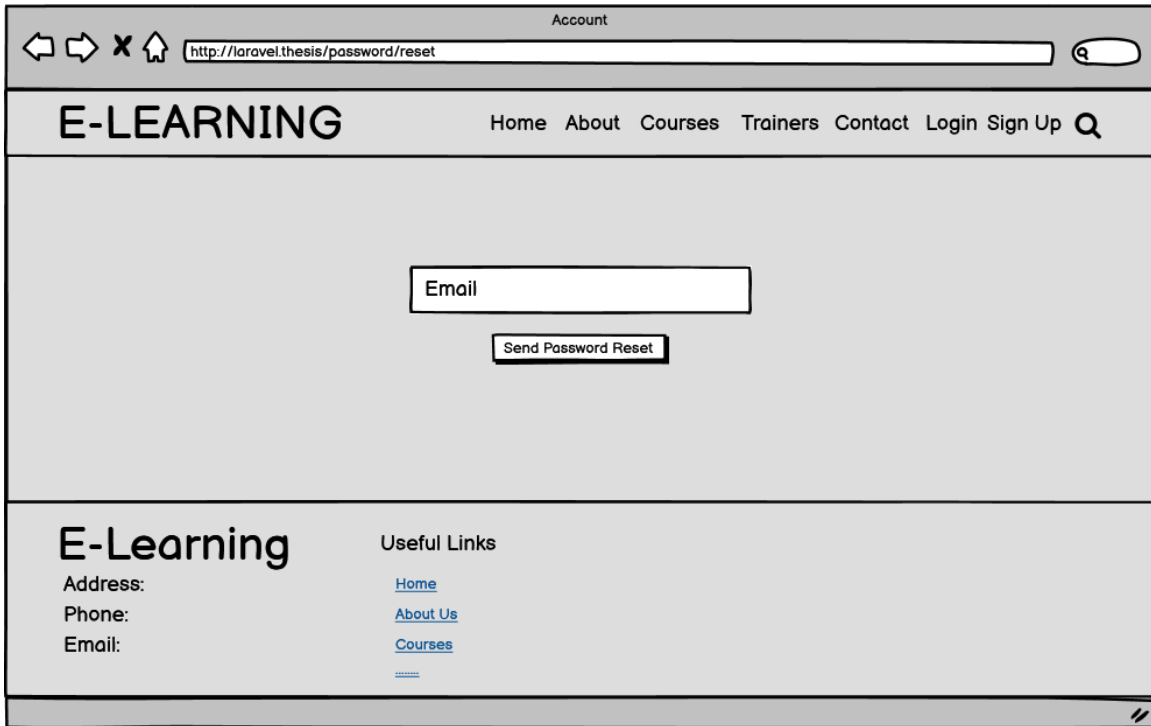 Account
http://laravel.thesis/password/reset
E-LEARNING
Home About Courses Trainers Contact Login Sign Up
Email
Send Password Reset
E-Learning
Useful Links
Address:
Home
Phone:
About Us
Email:
Courses
........